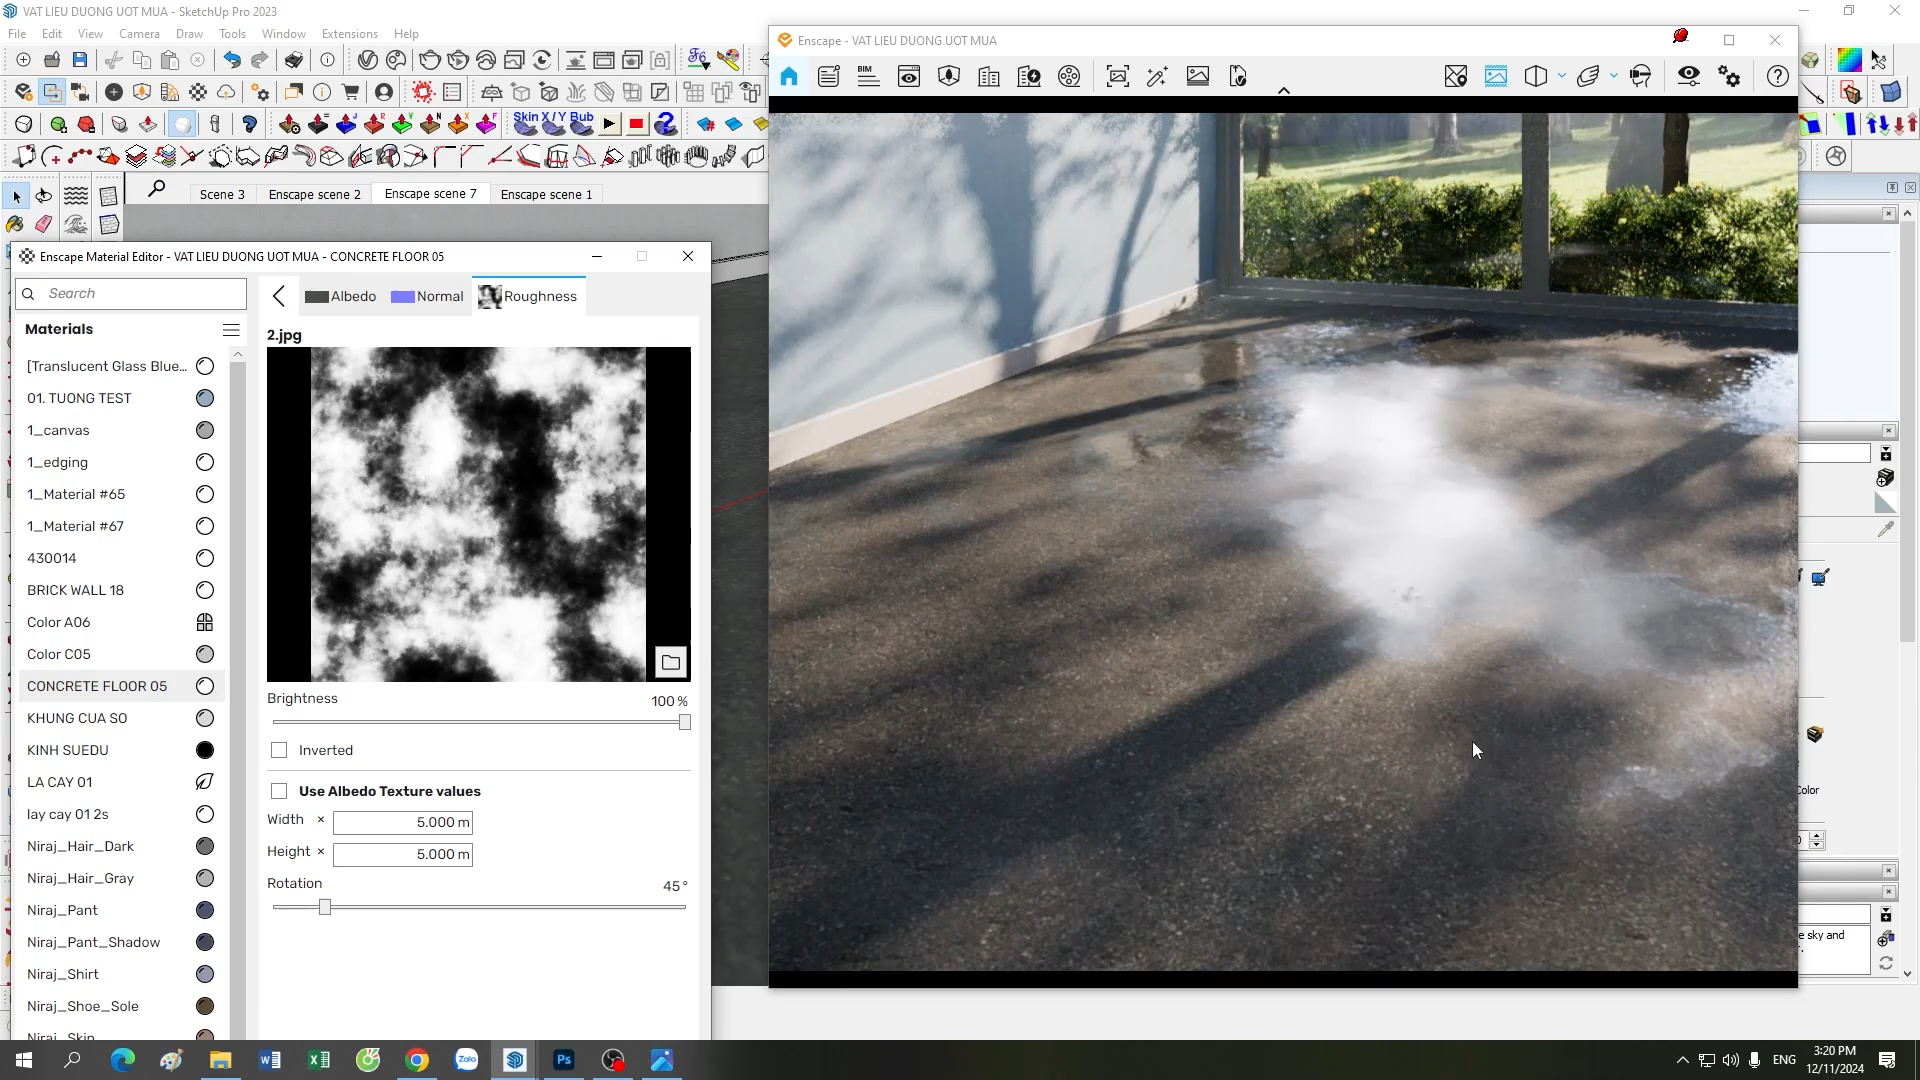 VAT LIEU DUONG UOT MUA - SketchUp Pro 2023
File Edit View Camera Draw Tools Window Extensions Help
Enscape - VAT LIEU DUONG UOT MUA
BIM
Skin X / Y Bub
Scene 3 Enscape scene 2 Enscape scene 7 Enscape scene 1
Enscape Material Editor - VAT LIEU DUONG UOT MUA - CONCRETE FLOOR 05
Search
Albedo Normal Roughness
Materials
2.jpg
[Translucent Glass Blue...
01. TUONG TEST
1_canvas
1_edging
1_Material #65
1_Material #67
430014
BRICK WALL 18
Color A06
Color C05
CONCRETE FLOOR 05
KHUNG CUA SO
KINH SUEDU
LA CAY 01
lay cay 01 2s
Niraj_Hair_Dark
Niraj_Hair_Gray
Niraj_Pant
Niraj_Pant_Shadow
Niraj_Shirt
Niraj_Shoe_Sole
Niraj_Skin
Brightness 100 %
Inverted
Use Albedo Texture values
Width × 5.000 m
Height × 5.000 m
Rotation 45 °
Color
e sky and
Ps
Zalo
ENG
3:20 PM
12/11/2024